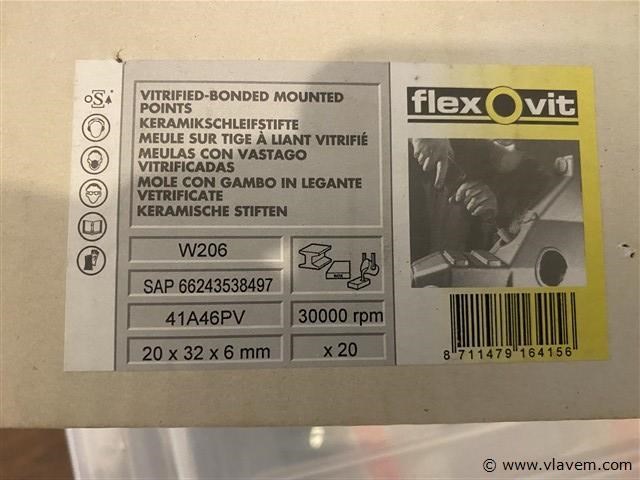 oSA
VITRIFIED-BONDED MOUNTED
POINTS
KERAMIKSCHLEIFSTIFTE
MEULE SUR TIGE À LIANT VITRIFIÉ
MEULAS CON VASTAGO
VITRIFICADAS
MOLE CON GAMBO IN LEGANTE
VETRIFICATE
KERAMISCHE STIFTEN
W206
SAP 66243538497
41A46PV
30000 rpm
20 x 32 x 6 mm
x 20
flexOvit
8 711479 164156
© www.vlavem.com